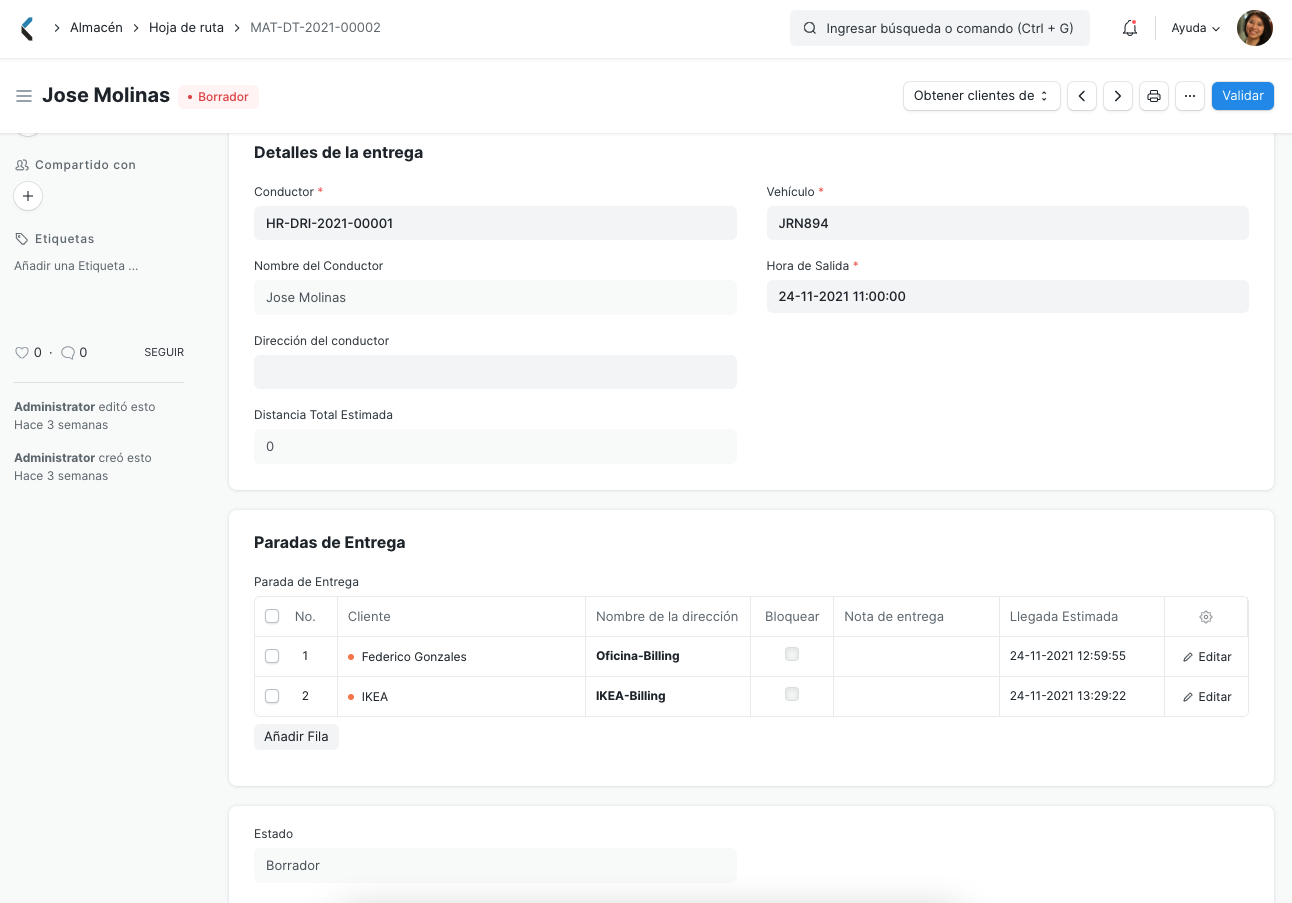 Almacén
Hoja de ruta
MAT-DT-2021-00002
Ingresar búsqueda o comando (Ctrl + G)
Ayuda
Jose Molinas
Borrador
Obtener clientes de
Validar
Compartido con
Etiquetas
Añadir una Etiqueta ...
0 · 0
SEGUIR
Administrator editó esto
Hace 3 semanas
Administrator creó esto
Hace 3 semanas
Detalles de la entrega
Conductor *
HR-DRI-2021-00001
Vehículo *
JRN894
Nombre del Conductor
Jose Molinas
Hora de Salida *
24-11-2021 11:00:00
Dirección del conductor
Distancia Total Estimada
0
Paradas de Entrega
Parada de Entrega
No. Cliente Nombre de la dirección Bloquear Nota de entrega Llegada Estimada
1 Federico Gonzales Oficina-Billing 24-11-2021 12:59:55 Editar
2 IKEA IKEA-Billing 24-11-2021 13:29:22 Editar
Añadir Fila
Estado
Borrador